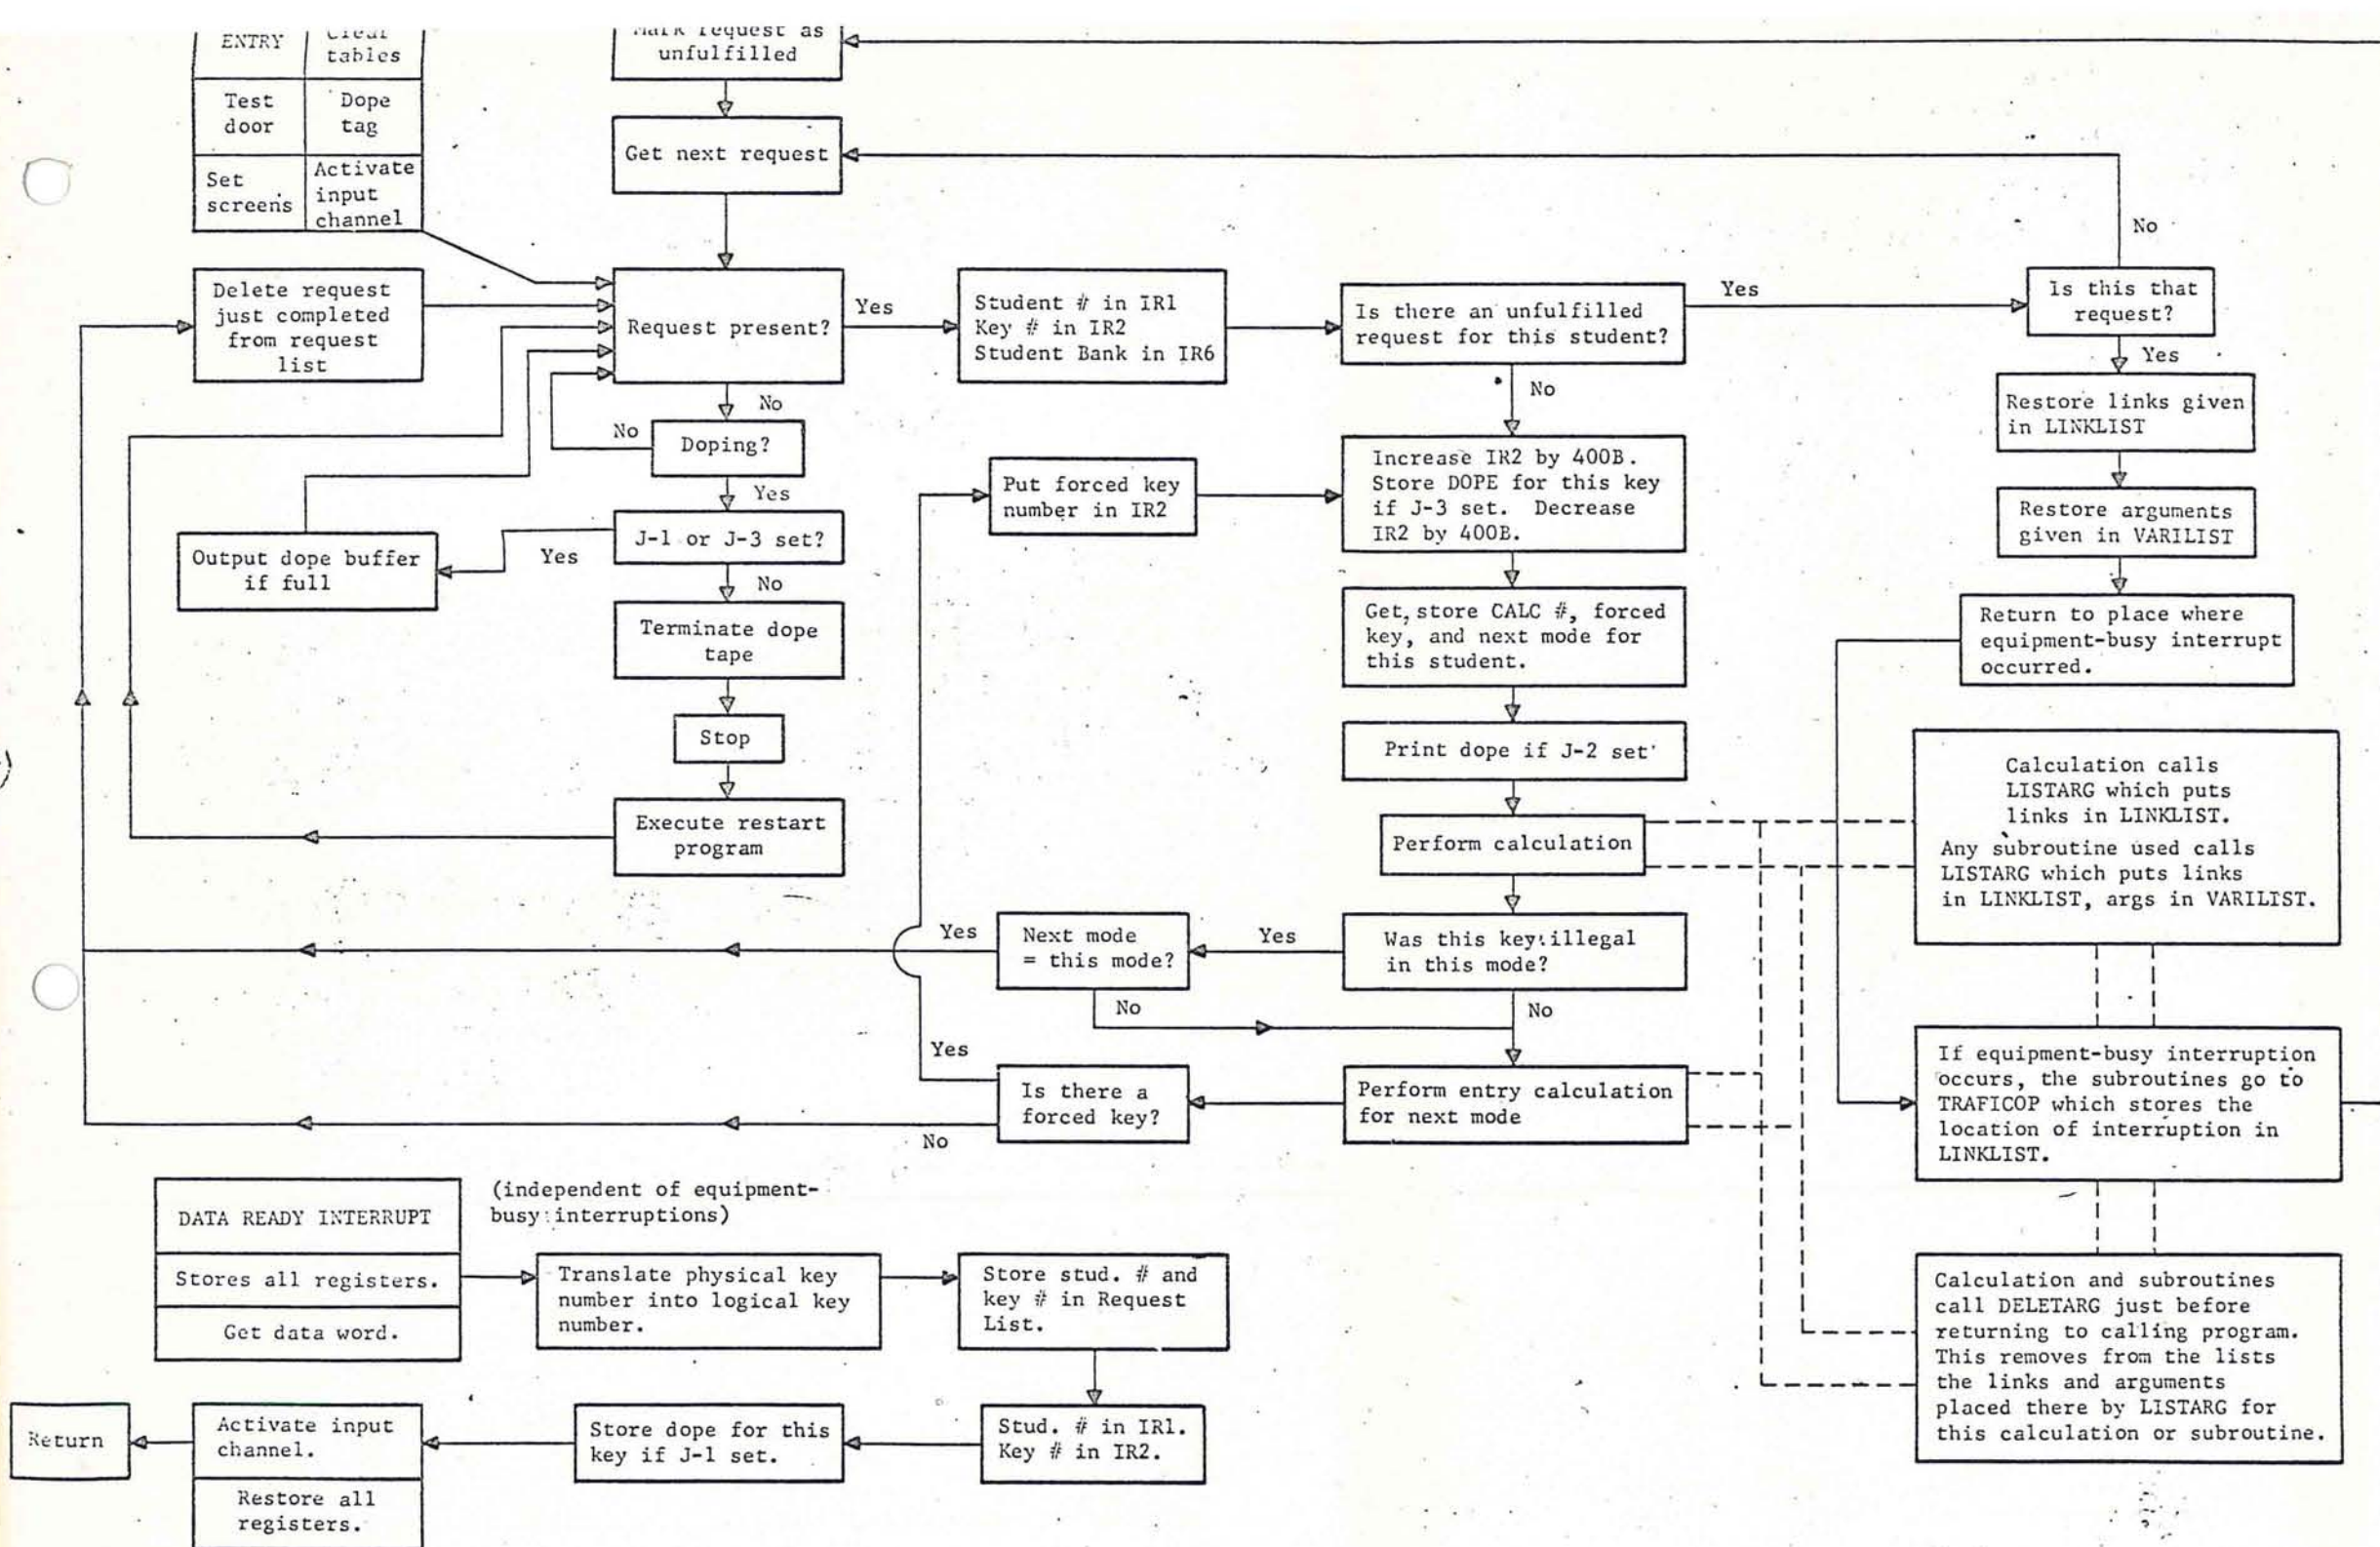 ENTRY
Clear
tables
Test
door
Dope
tag
Set
screens
Activate
input
channel
Mark request as
unfulfilled
Get next request
No
Delete request
just completed
from request
list
Request present?
Yes
Student # in IR1
Key # in IR2
Student Bank in IR6
Is there an unfulfilled
request for this student?
Yes
Is this that
request?
Yes
No
No
No
Doping?
Yes
Restore links given
in LINKLIST
Put forced key
number in IR2
Increase IR2 by 400B.
Store DOPE for this key
if J-3 set. Decrease
IR2 by 400B.
Restore arguments
given in VARILIST
Output dope buffer
if full
Yes
J-1 or J-3 set?
No
Terminate dope
tape
Get, store CALC #, forced
key, and next mode for
this student.
Return to place where
equipment-busy interrupt
occurred.
Stop
Print dope if J-2 set
Execute restart
program
Perform calculation
Calculation calls
LISTARG which puts
links in LINKLIST.
Any subroutine used calls
LISTARG which puts links
in LINKLIST, args in VARILIST.
Yes
Next mode
= this mode?
Yes
Was this key illegal
in this mode?
No
No
Yes
Is there a
forced key?
No
Perform entry calculation
for next mode
If equipment-busy interruption
occurs, the subroutines go to
TRAFICOP which stores the
location of interruption in
LINKLIST.
DATA READY INTERRUPT
Stores all registers.
Get data word.
(independent of equipment-
busy interruptions)
Translate physical key
number into logical key
number.
Store stud. # and
key # in Request
List.
Calculation and subroutines
call DELETARG just before
returning to calling program.
This removes from the lists
the links and arguments
placed there by LISTARG for
this calculation or subroutine.
Return
Activate input
channel.
Restore all
registers.
Store dope for this
key if J-1 set.
Stud. # in IR1.
Key # in IR2.